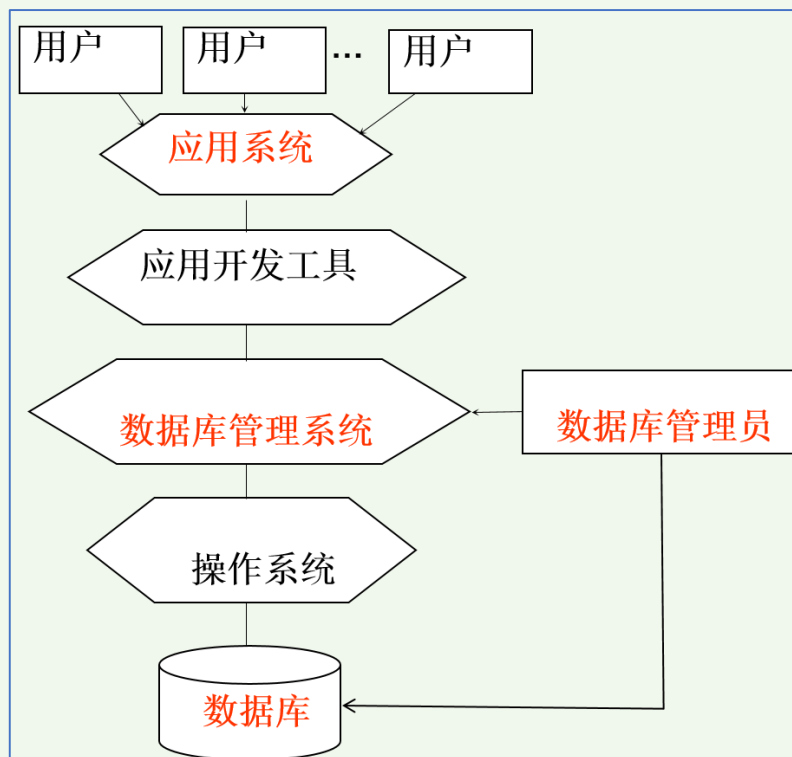 用户
用户
...
用户
应用系统
应用开发工具
数据库管理系统
数据库管理员
操作系统
数据库